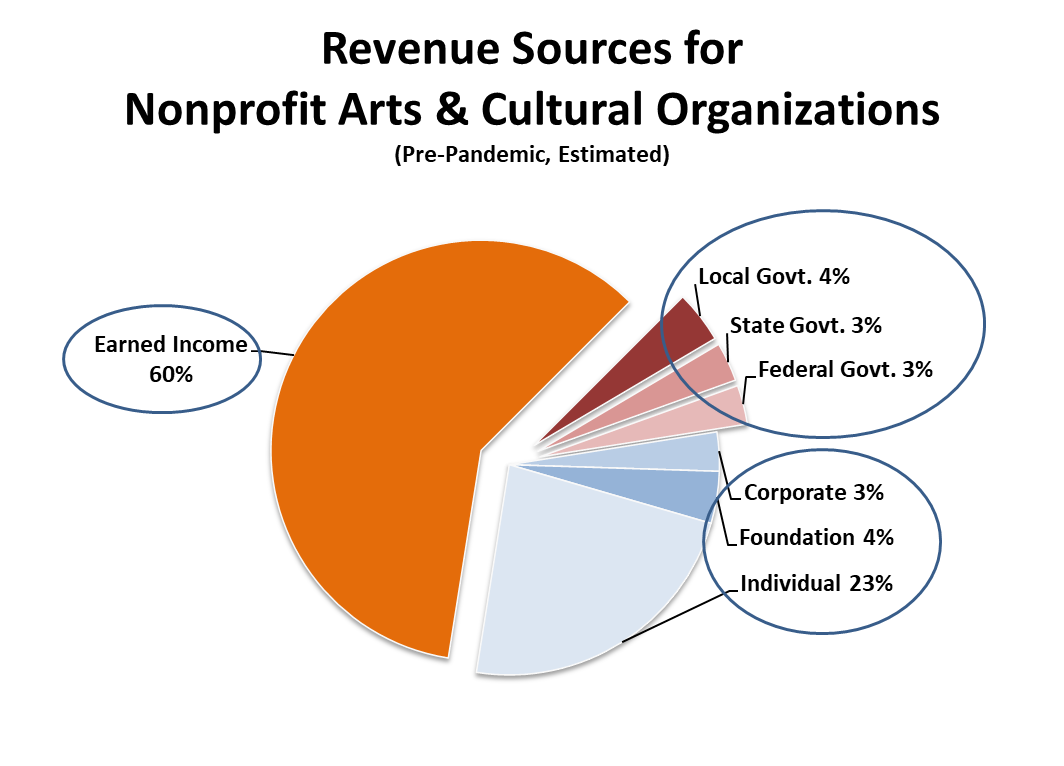 Revenue Sources for
Nonprofit Arts & Cultural Organizations
(Pre-Pandemic, Estimated)
Local Govt. 4%
State Govt. 3%
Federal Govt. 3%
Earned Income
60%
Corporate 3%
Foundation 4%
Individual 23%